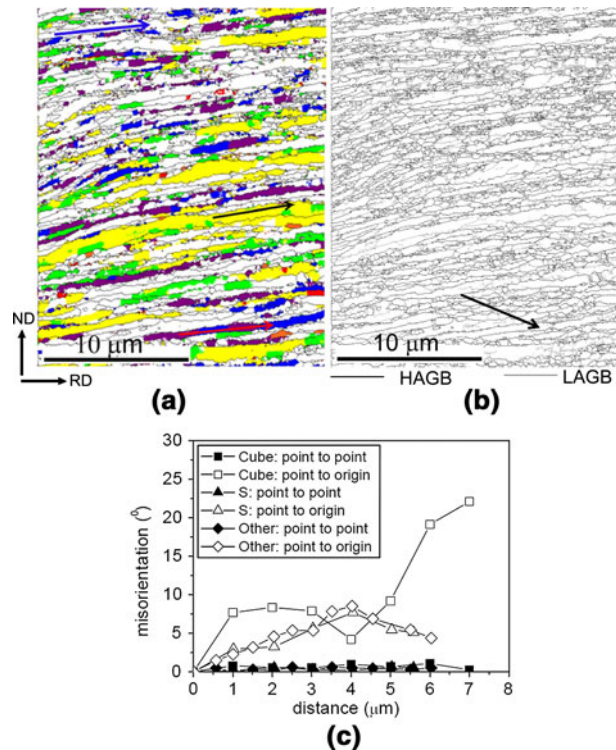 ND
RD
10 μm
(a)
10 μm
HAGB LAGB
(b)
30
25
20
15
10
5
0
misorientation (°)
Cube: point to point
Cube: point to origin
S: point to point
S: point to origin
Other: point to point
Other: point to origin
0 1 2 3 4 5 6 7 8
distance (μm)
(c)